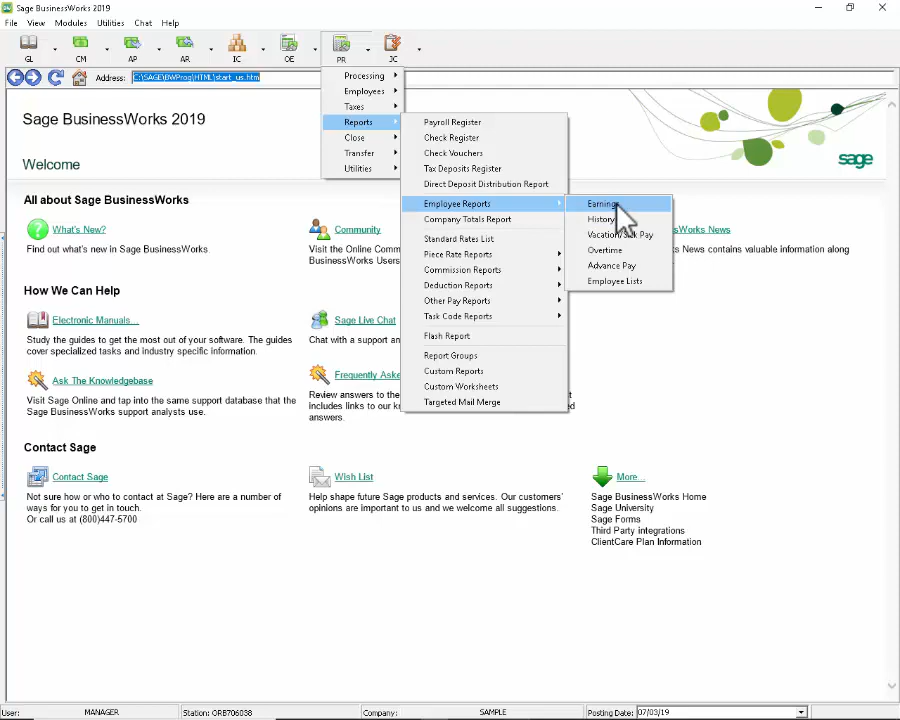 Sage BusinessWorks 2019
File View Modules Utilities Chat Help
GL CM AP AR IC OE PR JC
Address: C:\SAGE\BWProg\HTML\start_us.htm
Processing
Employees
Taxes
Reports
Close
Transfer
Utilities
Payroll Register
Check Register
Check Vouchers
Tax Deposits Register
Direct Deposit Distribution Report
Employee Reports
Company Totals Report
Standard Rates List
Piece Rate Reports
Commission Reports
Deduction Reports
Other Pay Reports
Task Code Reports
Flash Report
Report Groups
Custom Reports
Custom Worksheets
Targeted Mail Merge
Earnings
History
Vacation/Sick Pay
Overtime
Advance Pay
Employee Lists
Sage BusinessWorks 2019
sage
Welcome
All about Sage BusinessWorks
What's New?
Find out what's new in Sage BusinessWorks.
Community
Visit the Online Comm
BusinessWorks Users
sWorks News
News contains valuable information along
How We Can Help
Electronic Manuals...
Study the guides to get the most out of your software. The guides
cover specialized tasks and industry specific information.
Sage Live Chat
Chat with a support an
Ask The Knowledgebase
Visit Sage Online and tap into the same support database that the
Sage BusinessWorks support analysts use.
Frequently Aske
Review answers to the
includes links to our k
answers.
Contact Sage
Contact Sage
Not sure how or who to contact at Sage? Here are a number of
ways for you to get in touch.
Or call us at (800)447-5700
Wish List
Help shape future Sage products and services. Our customers'
opinions are important to us and we welcome all suggestions.
More...
Sage BusinessWorks Home
Sage University
Sage Forms
Third Party integrations
ClientCare Plan Information
User: MANAGER Station: ORB706038 Company: SAMPLE Posting Date: 07/03/19